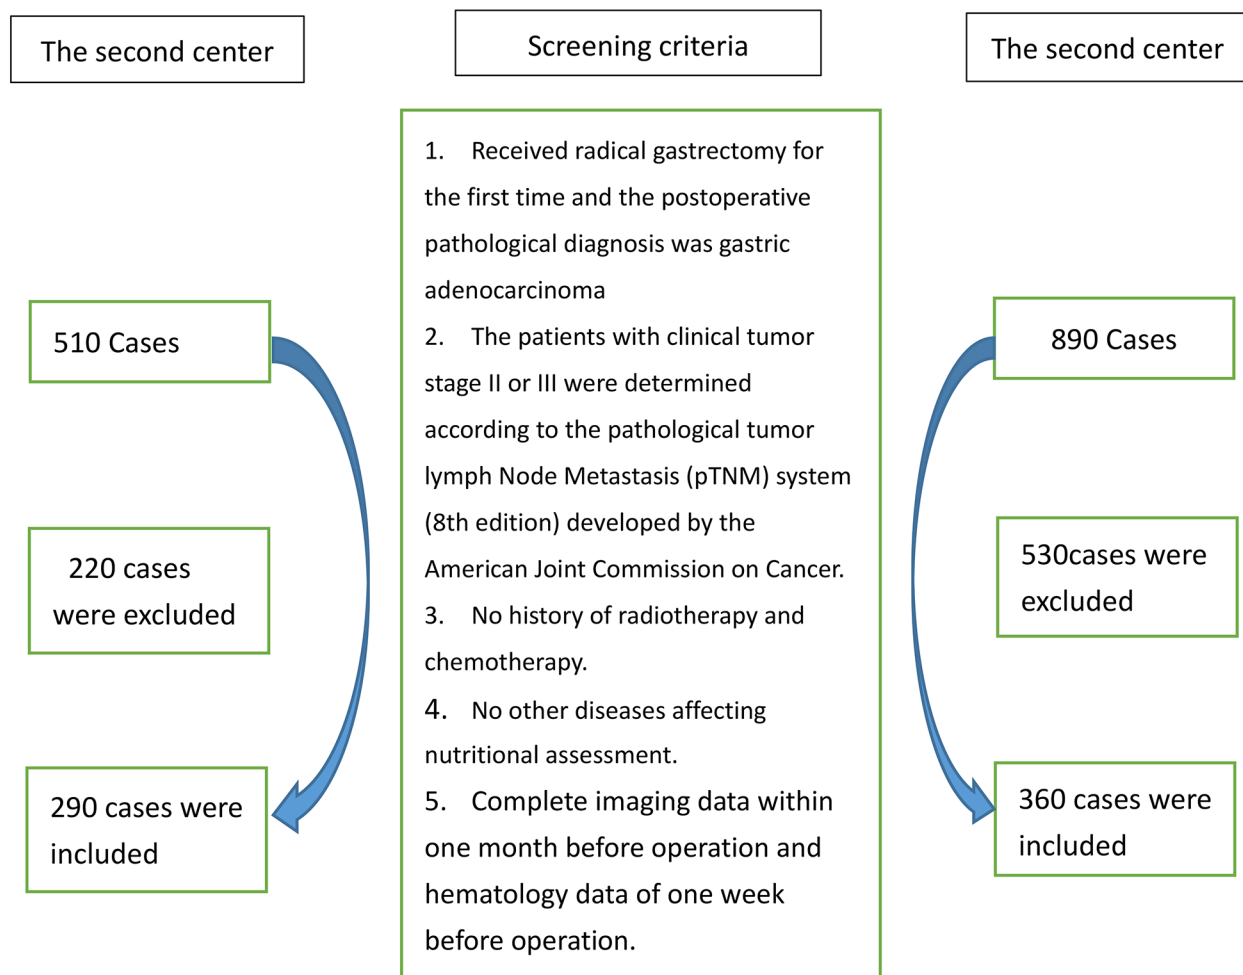 The second center
Screening criteria
The second center
510 Cases
220 cases
were excluded
290 cases were
included
1. Received radical gastrectomy for
the first time and the postoperative
pathological diagnosis was gastric
adenocarcinoma
2. The patients with clinical tumor
stage II or III were determined
according to the pathological tumor
lymph Node Metastasis (pTNM) system
(8th edition) developed by the
American Joint Commission on Cancer.
3. No history of radiotherapy and
chemotherapy.
4. No other diseases affecting
nutritional assessment.
5. Complete imaging data within
one month before operation and
hematology data of one week
before operation.
890 Cases
530cases were
excluded
360 cases were
included